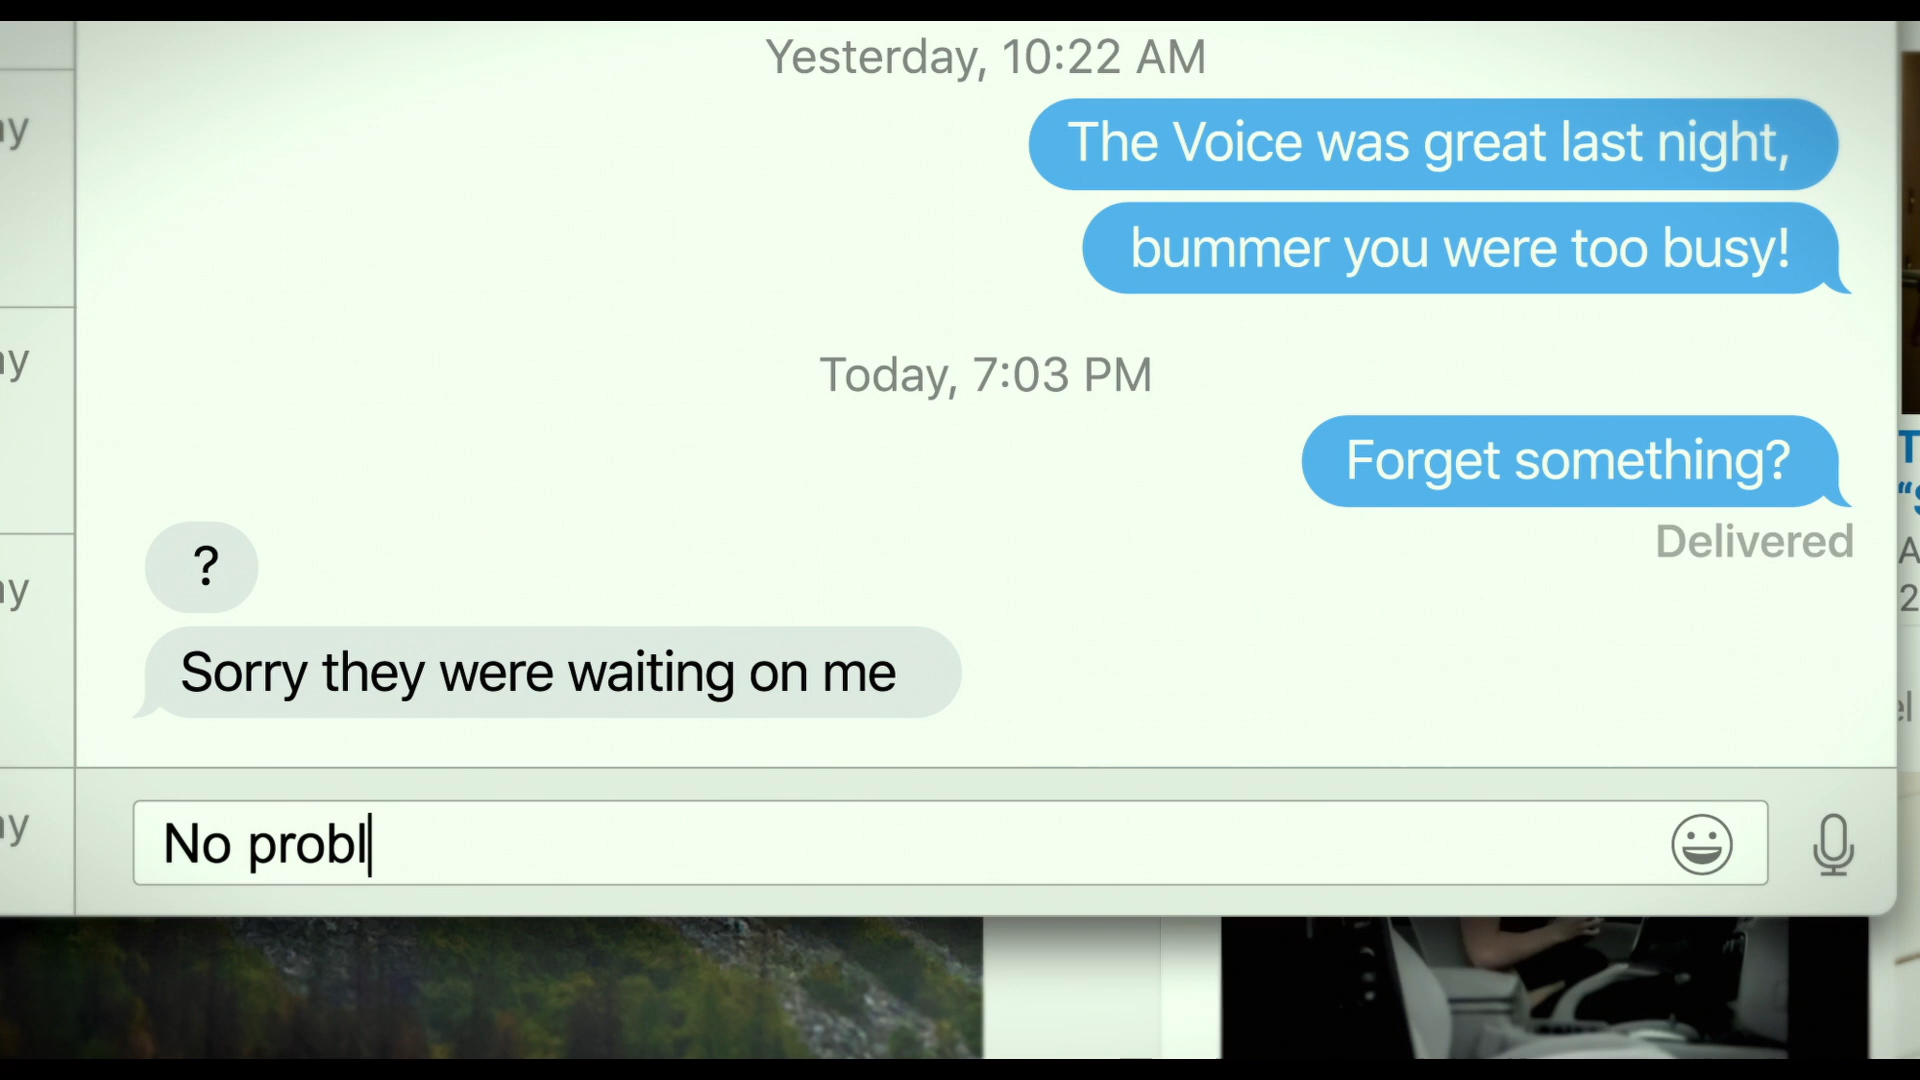 Yesterday, 10:22 AM
The Voice was great last night,
bummer you were too busy!
Today, 7:03 PM
Forget something?
Delivered
?
Sorry they were waiting on me
No probl